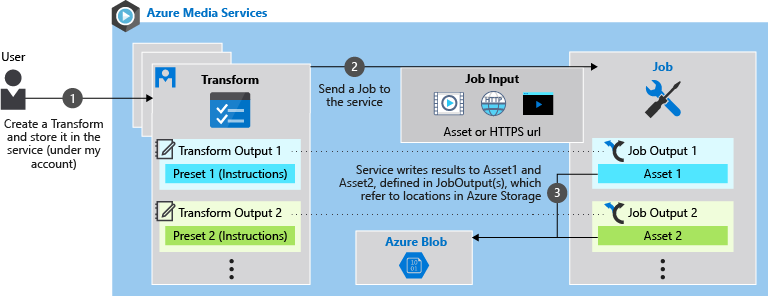 Azure Media Services
User
1
Create a Transform
and store it in the
service (under my
account)
Transform
Transform Output 1
Preset 1 (Instructions)
Transform Output 2
Preset 2 (Instructions)
2
Send a Job to
the service
Job Input
HTTP
Asset or HTTPS url
Service writes results to Asset1 and
Asset2, defined in JobOutput(s), which
refer to locations in Azure Storage
3
Azure Blob
10
01
Job
Job Output 1
Asset 1
Job Output 2
Asset 2